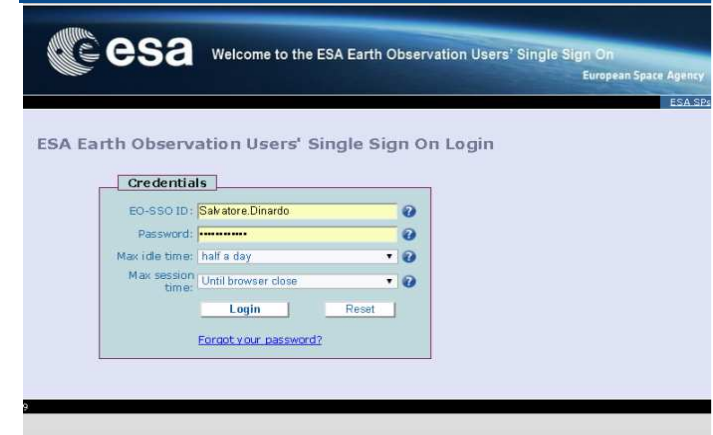 esa
Welcome to the ESA Earth Observation Users' Single Sign On
European Space Agency
ESA SPs
ESA Earth Observation Users' Single Sign On Login
Credentials
EO-SSO ID: Salvatore.Dinardo
Password: •••••••••••
Max idle time: half a day
Max session time: Until browser close
Login Reset
Forgot your password?
9